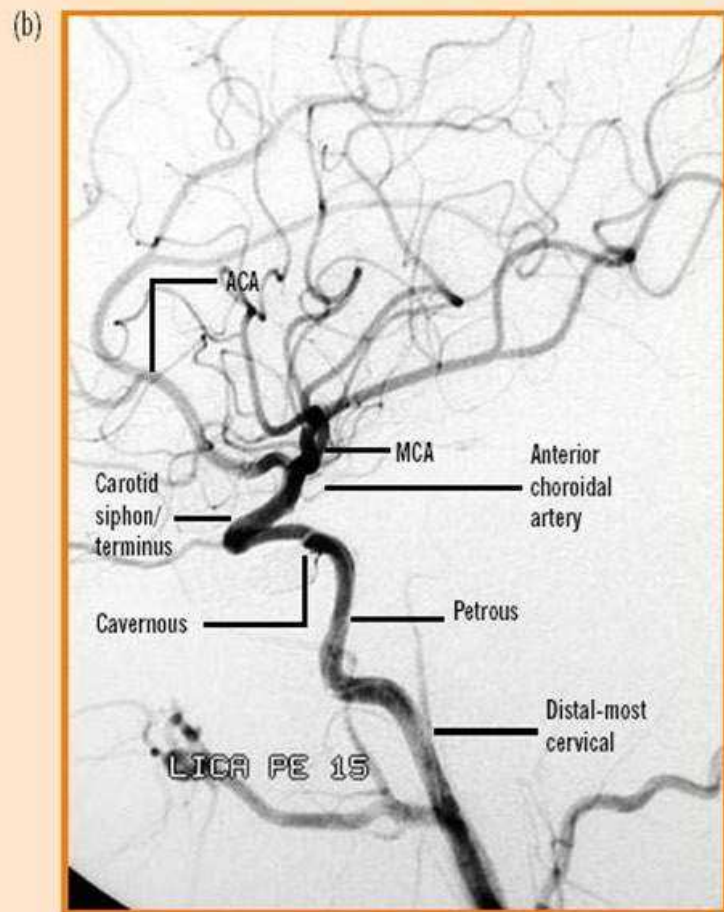 (b)
ACA
MCA
Anterior
choroidal
artery
Carotid
siphon/
terminus
Cavernous
Petrous
Distal-most
cervical
LICA PE 15